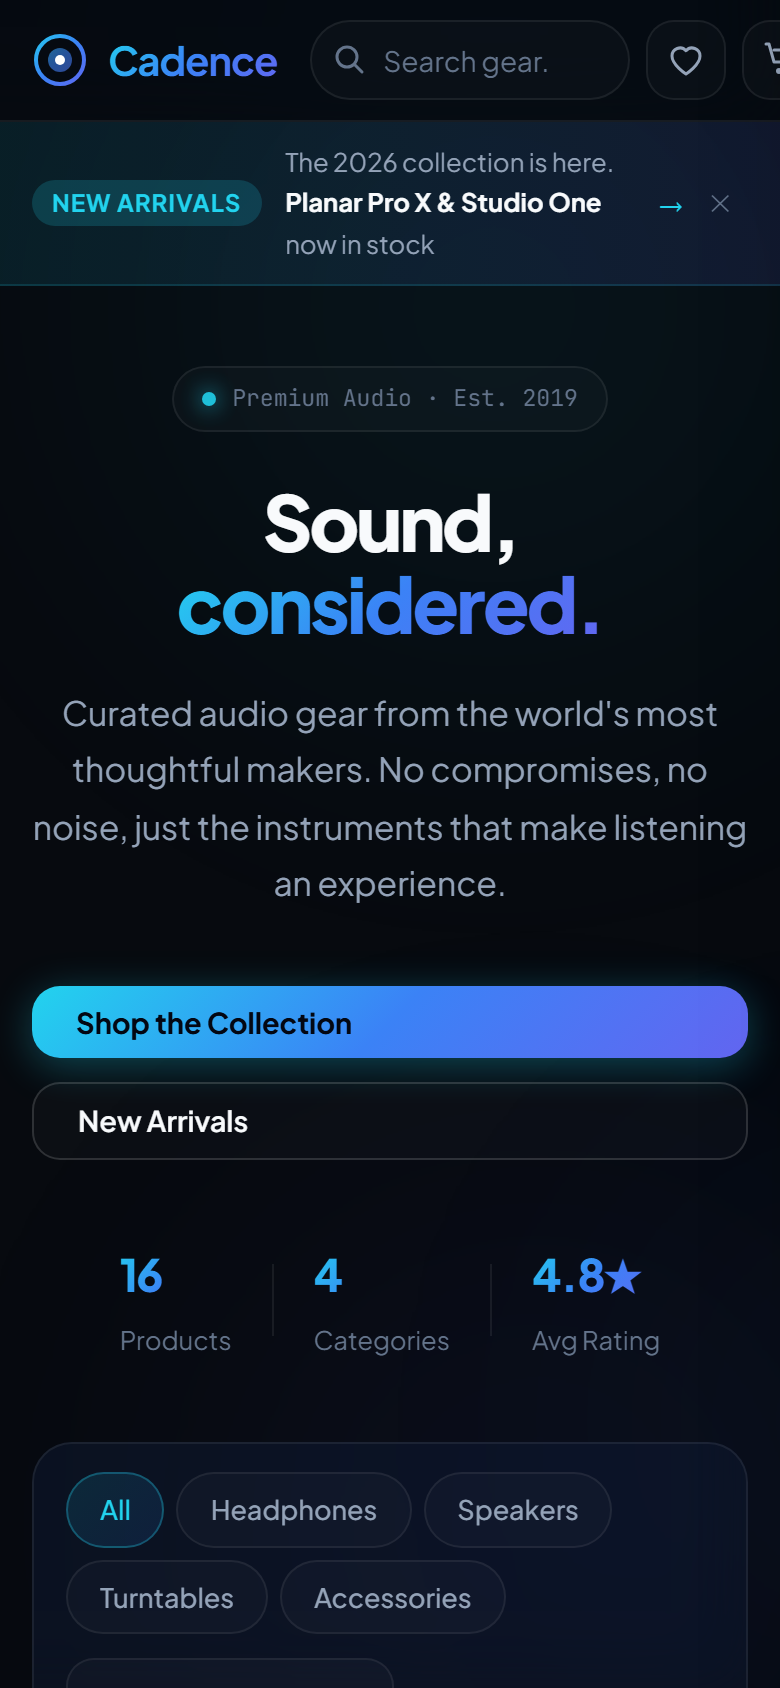 Cadence
Search gear.
NEW ARRIVALS
The 2026 collection is here.
Planar Pro X & Studio One
now in stock
→
Premium Audio · Est. 2019
Sound,
considered.
Curated audio gear from the world's most
thoughtful makers. No compromises, no
noise, just the instruments that make listening
an experience.
Shop the Collection
New Arrivals
16
Products
4
Categories
4.8★
Avg Rating
All
Headphones
Speakers
Turntables
Accessories